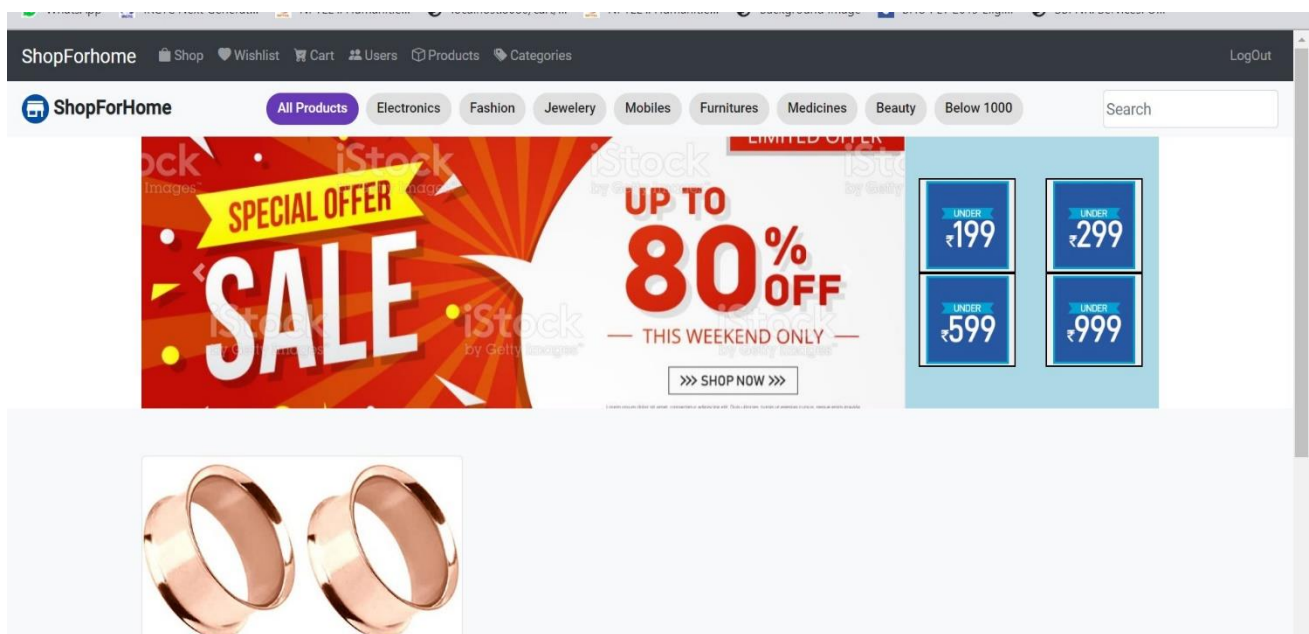 ShopForhome Shop Wishlist Cart Users Products Categories LogOut
ShopForHome All Products Electronics Fashion Jewelery Mobiles Furnitures Medicines Beauty Below 1000 Search
LIMITED OFFER
SPECIAL OFFER
SALE
UP TO
80% OFF
THIS WEEKEND ONLY
>>> SHOP NOW >>>
UNDER
₹199
UNDER
₹299
UNDER
₹599
UNDER
₹999
iStock
by Getty Images™